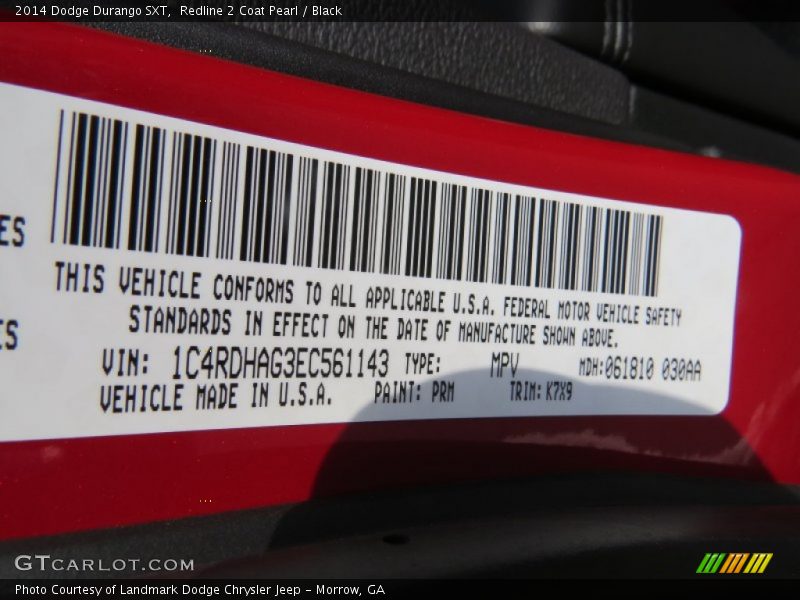 2014 Dodge Durango SXT,  Redline 2 Coat Pearl / Black
ES
ES
THIS VEHICLE CONFORMS TO ALL APPLICABLE U.S.A. FEDERAL MOTOR VEHICLE SAFETY
STANDARDS IN EFFECT ON THE DATE OF MANUFACTURE SHOWN ABOVE.
VIN: 1C4RDHAG3EC561143 TYPE: MPV MDH:061810 030AA
VEHICLE MADE IN U.S.A. PAINT: PRM TRIM: K7X9
GTCARLOT.COM
Photo Courtesy of Landmark Dodge Chrysler Jeep - Morrow, GA